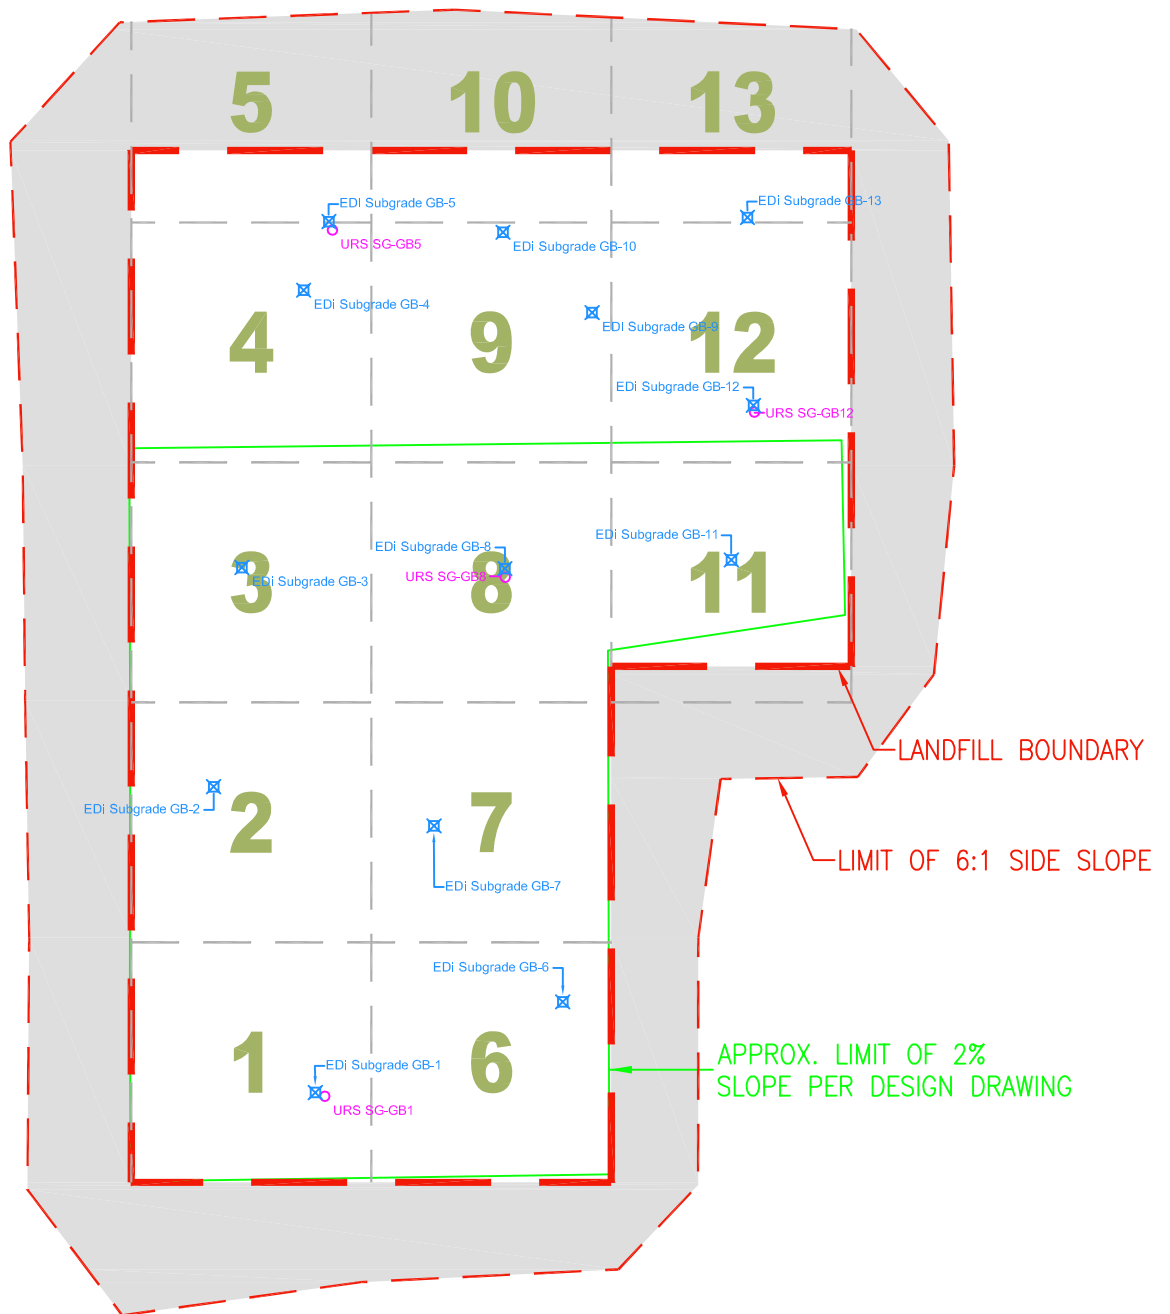 5
10
13
EDI Subgrade GB-5
EDi Subgrade GB-13
URS SG-GB5
EDi Subgrade GB-10
EDi Subgrade GB-4
4
9
12
EDI Subgrade GB-9
EDi Subgrade GB-12
URS SG-GB12
EDi Subgrade GB-11
EDi Subgrade GB-8
URS SG-GB8
3
8
11
EDi Subgrade GB-3
LANDFILL BOUNDARY
EDi Subgrade GB-2
2
7
LIMIT OF 6:1 SIDE SLOPE
EDi Subgrade GB-7
EDi Subgrade GB-6
1
6
APPROX. LIMIT OF 2%
SLOPE PER DESIGN DRAWING
EDi Subgrade GB-1
URS SG-GB1